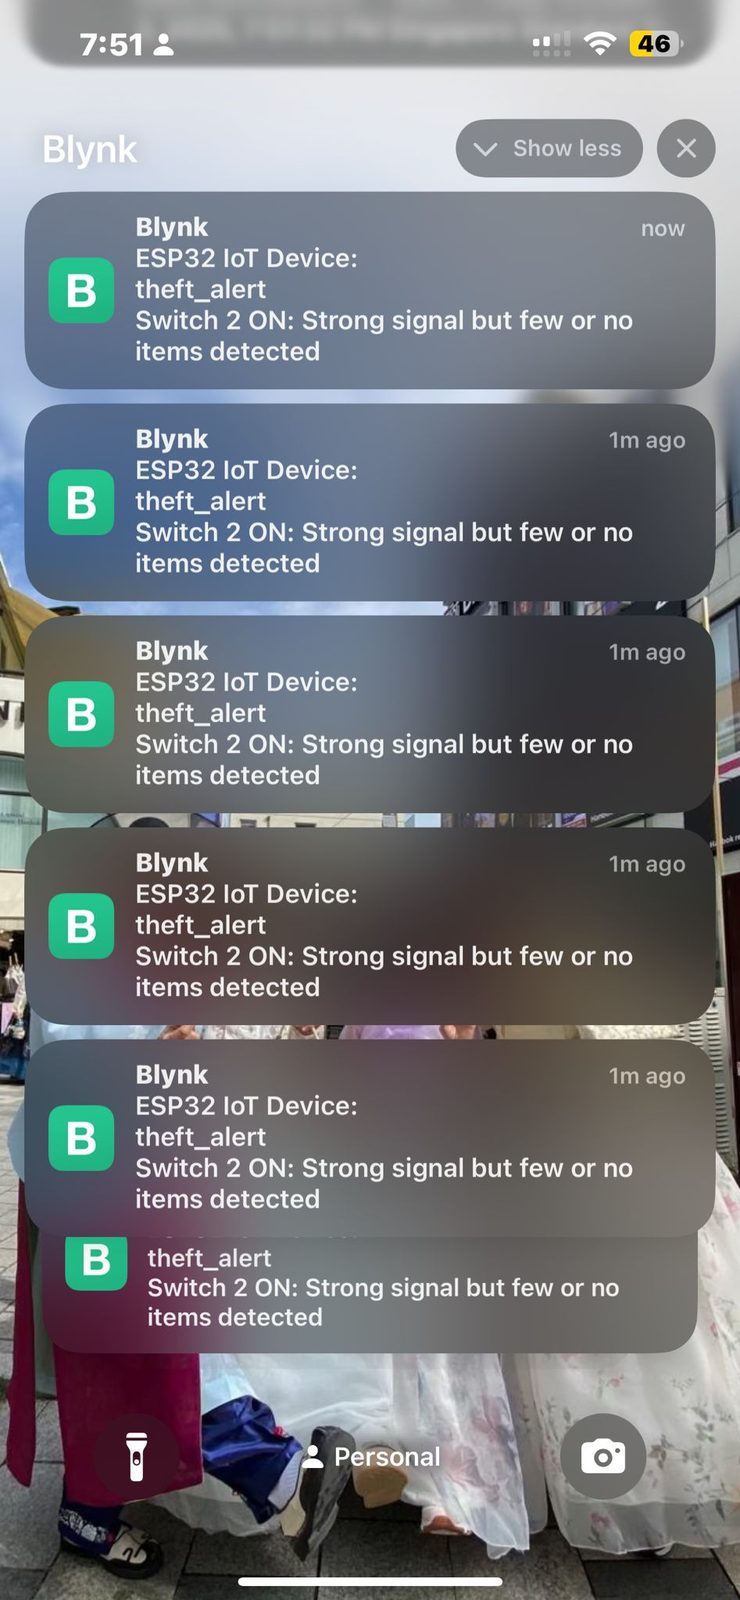 7:51
46
Blynk
Show less
Blynk
now
B
ESP32 IoT Device:
theft_alert
Switch 2 ON: Strong signal but few or no
items detected
Blynk
1m ago
B
ESP32 IoT Device:
theft_alert
Switch 2 ON: Strong signal but few or no
items detected
Blynk
1m ago
B
ESP32 IoT Device:
theft_alert
Switch 2 ON: Strong signal but few or no
items detected
Blynk
1m ago
B
ESP32 IoT Device:
theft_alert
Switch 2 ON: Strong signal but few or no
items detected
Blynk
1m ago
B
ESP32 IoT Device:
theft_alert
Switch 2 ON: Strong signal but few or no
items detected
B
theft_alert
Switch 2 ON: Strong signal but few or no
items detected
Personal